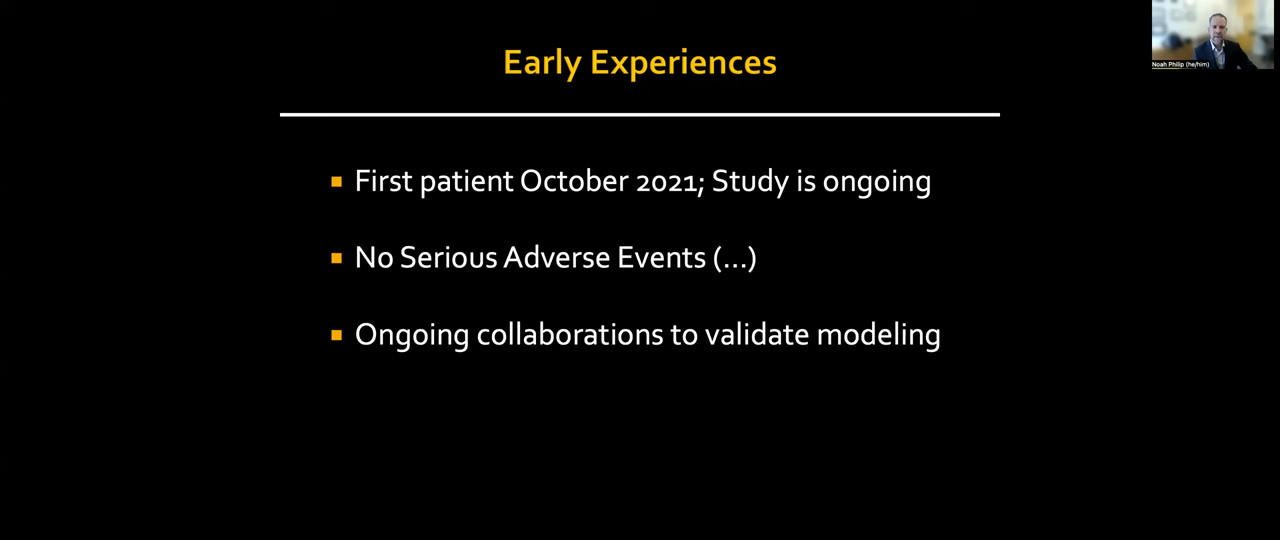 Early Experiences
Noah Philip (he/him)
First patient October 2021; Study is ongoing
No Serious Adverse Events (...)
Ongoing collaborations to validate modeling